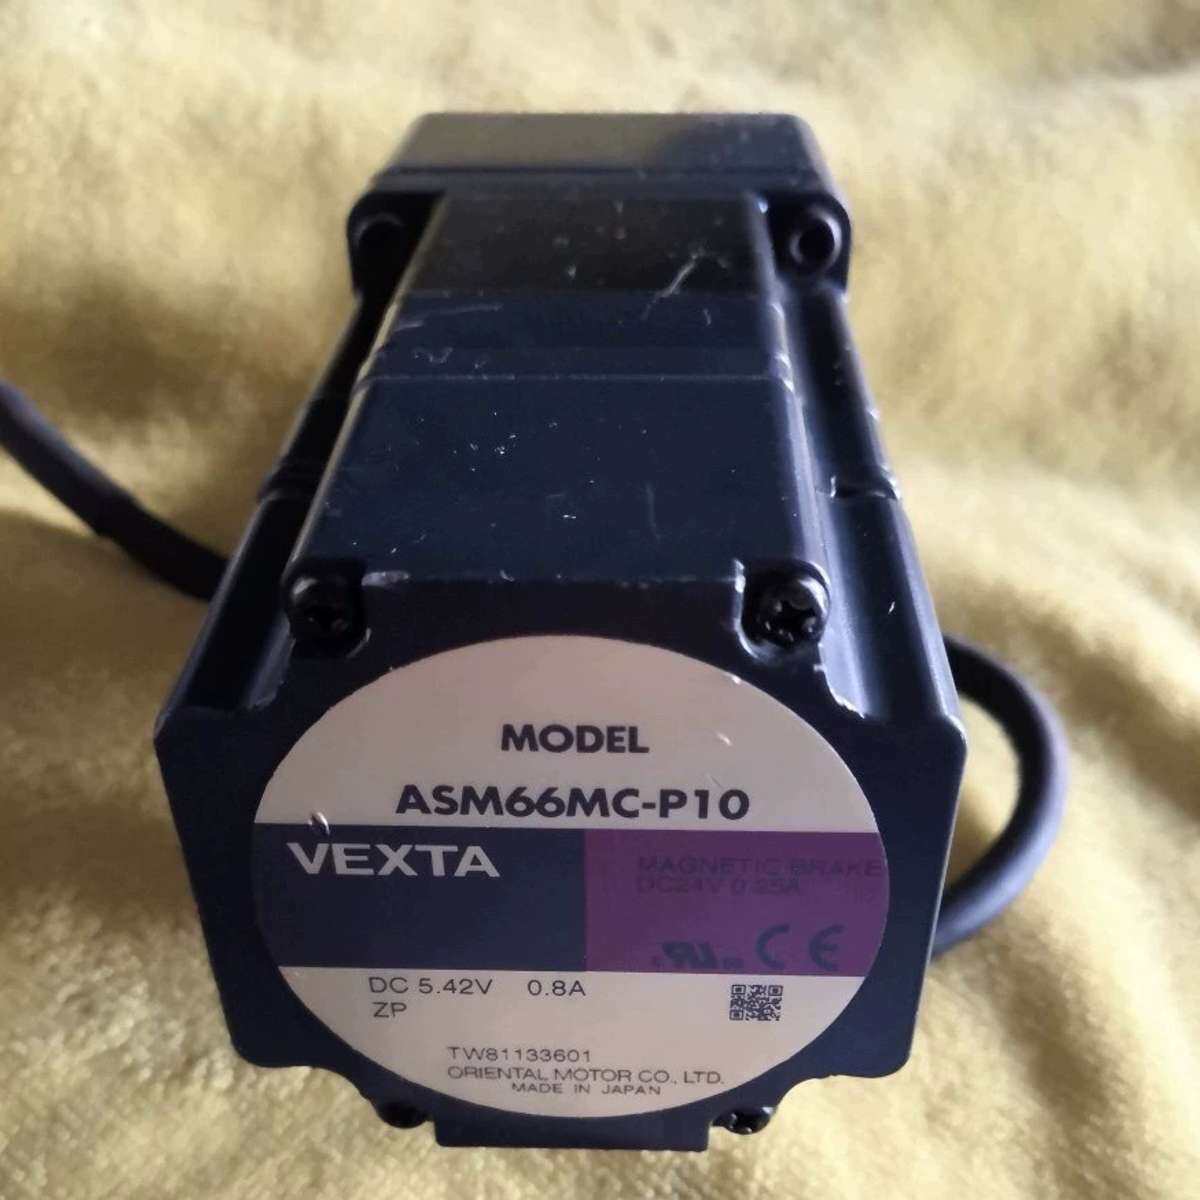 MODEL
ASM66MC-P10
VEXTA
MAGNETIC BRAKE
DC24V 0.25A
CE
DC 5.42V 0.8A
ZP
TW81133601
ORIENTAL MOTOR CO., LTD.
MADE IN JAPAN